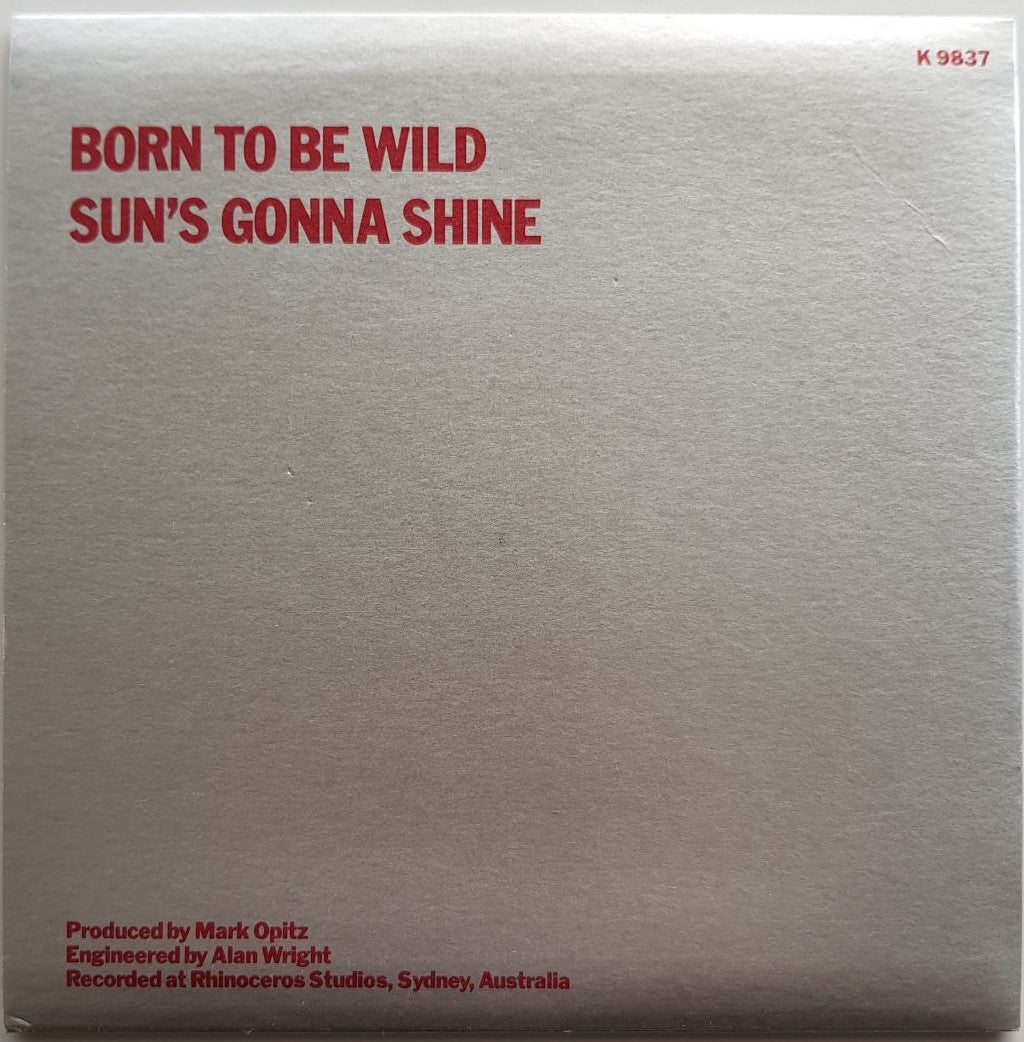 K 9837
BORN TO BE WILD
SUN'S GONNA SHINE
Produced by Mark Opitz
Engineered by Alan Wright
Recorded at Rhinoceros Studios, Sydney, Australia